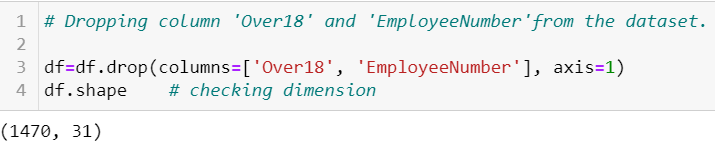 1 # Dropping column 'Over18' and 'EmployeeNumber'from the dataset.
2
3 df=df.drop(columns=['Over18', 'EmployeeNumber'], axis=1)
4 df.shape    # checking dimension
(1470, 31)